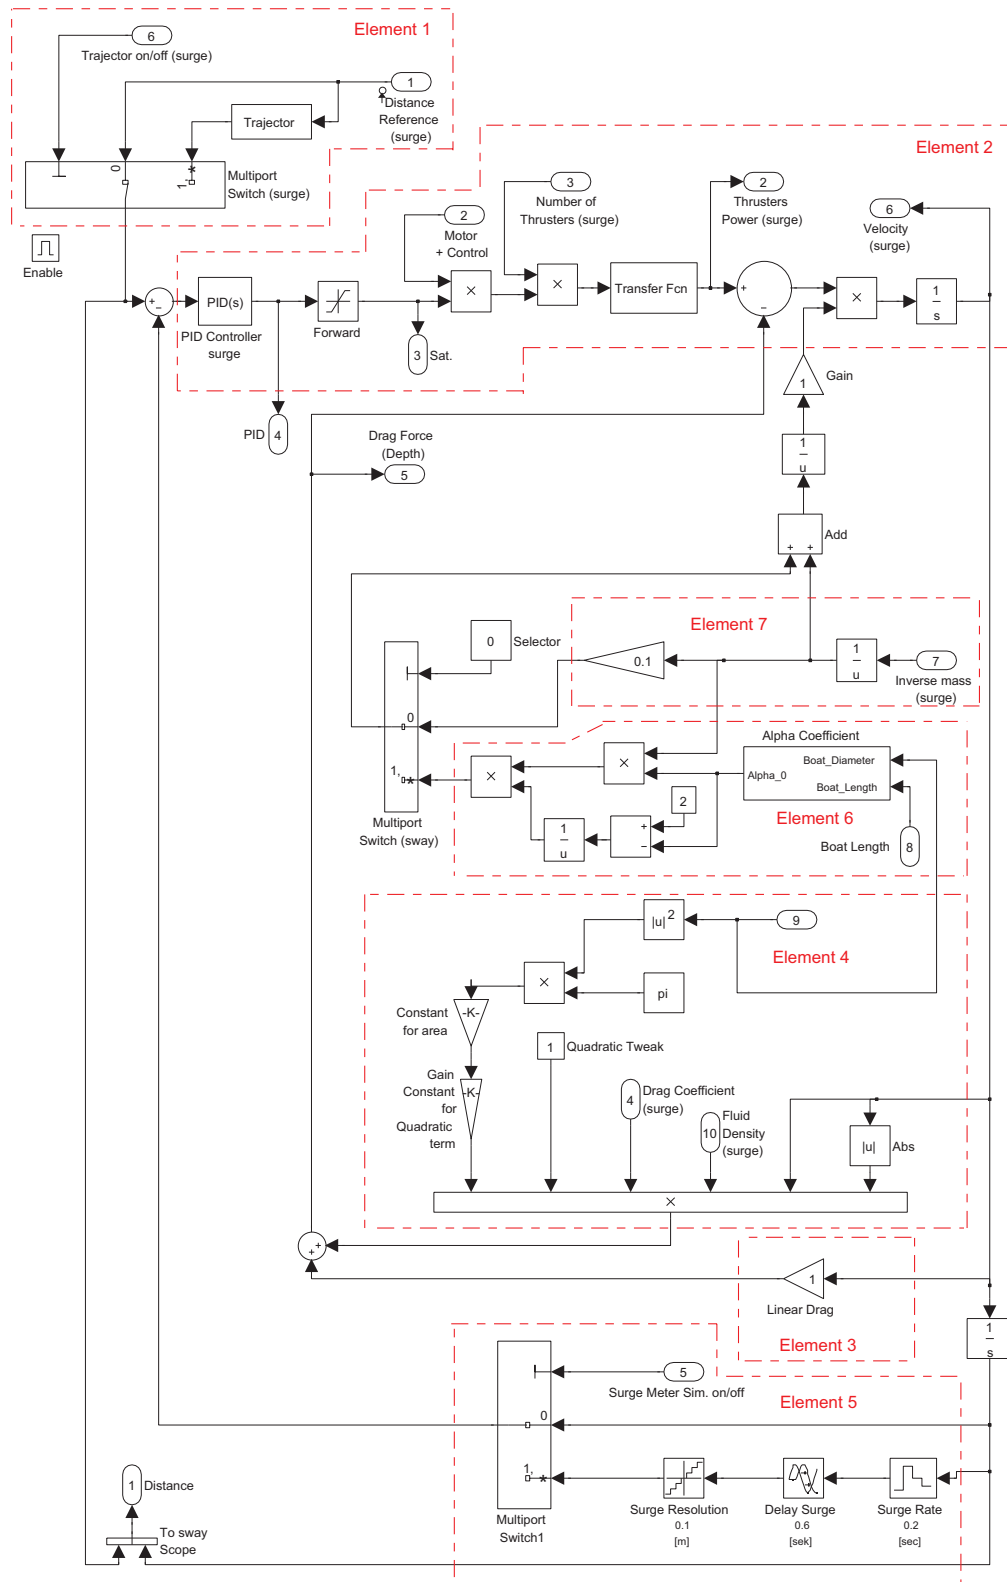 Element 1
6
Trajector on/off (surge)
1
Distance
Reference
(surge)
Trajector
0
1,
*
Multiport
Switch (surge)
Enable
Element 2
3
Number of
Thrusters (surge)
2
Thrusters
Power (surge)
6
Velocity
(surge)
2
Motor
+ Control
+
−
PID(s)
PID Controller
surge
Forward
×
×
Transfer Fcn
+
−
×
1
s
3
Sat.
PID
4
1
Gain
Drag Force
(Depth)
5
1
u
Add
+ +
Element 7
0
Selector
0.1
1
u
7
Inverse mass
(surge)
0
1,
*
Multiport
Switch (sway)
Alpha Coefficient
Boat_Diameter
Alpha_0
Boat_Length
×
×
2
+
−
1
u
Element 6
Boat Length
8
|u| 2
9
Element 4
×
pi
Constant
for area
-K-
Gain
Constant
for
Quadratic
term
-K-
1
Quadratic Tweak
4
Drag Coefficient
(surge)
10
Fluid
Density
(surge)
|u|
Abs
×
+
+
1
Linear Drag
Element 3
1
s
5
Surge Meter Sim. on/off
Element 5
0
1,
*
Multiport
Switch1
Surge Resolution
0.1
[m]
Delay Surge
0.6
[sek]
Surge Rate
0.2
[sec]
1
Distance
To sway
Scope